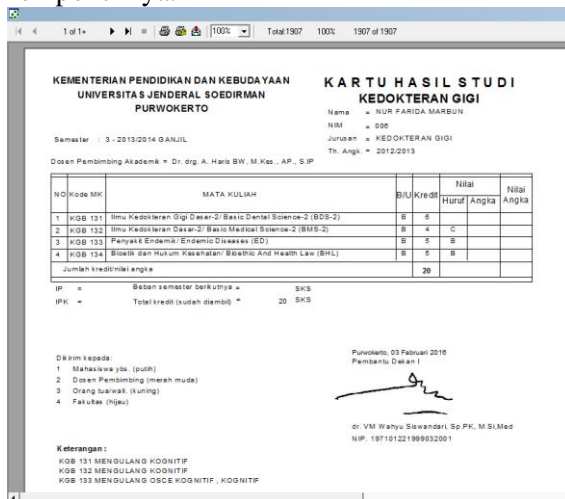 1 of 1+ 100% Total:1907 100% 1907 of 1907
KEMENTERIAN PENDIDIKAN DAN KEBUDAYAAN
UNIVERSITAS JENDERAL SOEDIRMAN
PURWOKERTO
KARTU HASIL STUDI
KEDOKTERAN GIGI
Nama = NUR FARIDA MARBUN
NIM = 006
Jurusan = KEDOKTERAN GIGI
Th. Angk. = 2012/2013
Semester : 3 - 2013/2014 GANJIL
Dosen Pembimbing Akademik = Dr. drg. A. Haris BW, M.Kes., AP., S.IP
NO Kode MK MATA KULIAH B/U Kredit Nilai Nilai Angka
Huruf Angka
1 KGB 131 Ilmu Kedokteran Gigi Dasar-2/ Basic Dental Science-2 (BDS-2) B 6
2 KGB 132 Ilmu Kedokteran Dasar-2/ Basic Medical Science-2 (BMS-2) B 4 C
3 KGB 133 Penyakit Endemik/ Endemic Diseases (ED) B 5 B
4 KGB 134 Bioetik dan Hukum Kesehatan/ Bioethic And Health Law (BHL) B 5 B
Jumlah kredit/nilai angka 20
IP = Beban semester berikutnya = SKS
IPK = Total kredit (sudah diambil) = 20 SKS
Dikirim kepada:
1 Mahasiswa ybs. (putih)
2 Dosen Pembimbing (merah muda)
3 Orang tua/wali. (kuning)
4 Fakultas (hijau)
Purwokerto, 03 Februari 2016
Pembantu Dekan I
dr. VM Wahyu Siswandari, Sp.PK, M.Si,Med
NIP. 197101221999032001
Keterangan :
KGB 131 MENGULANG KOGNITIF
KGB 132 MENGULANG KOGNITIF
KGB 133 MENGULANG OSCE KOGNITIF , KOGNITIF